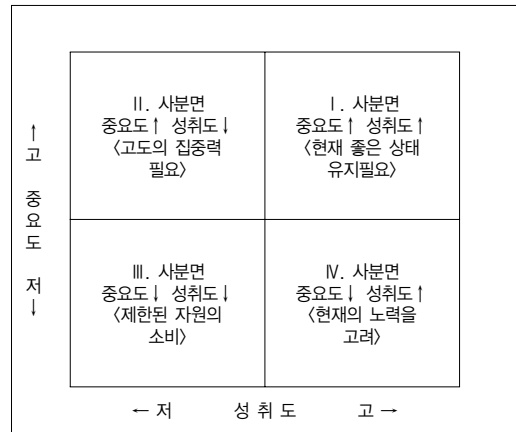 Ⅱ. 사분면
중요도↑ 성취도↓
〈고도의 집중력
필요〉
Ⅰ. 사분면
중요도↑ 성취도↑
〈현재 좋은 상태
유지필요〉
↑
고
중
요
도
저
↓
Ⅲ. 사분면
중요도↓ 성취도↓
〈제한된 자원의
소비〉
Ⅳ. 사분면
중요도↓ 성취도↑
〈현재의 노력을
고려〉
←저 성취도 고→